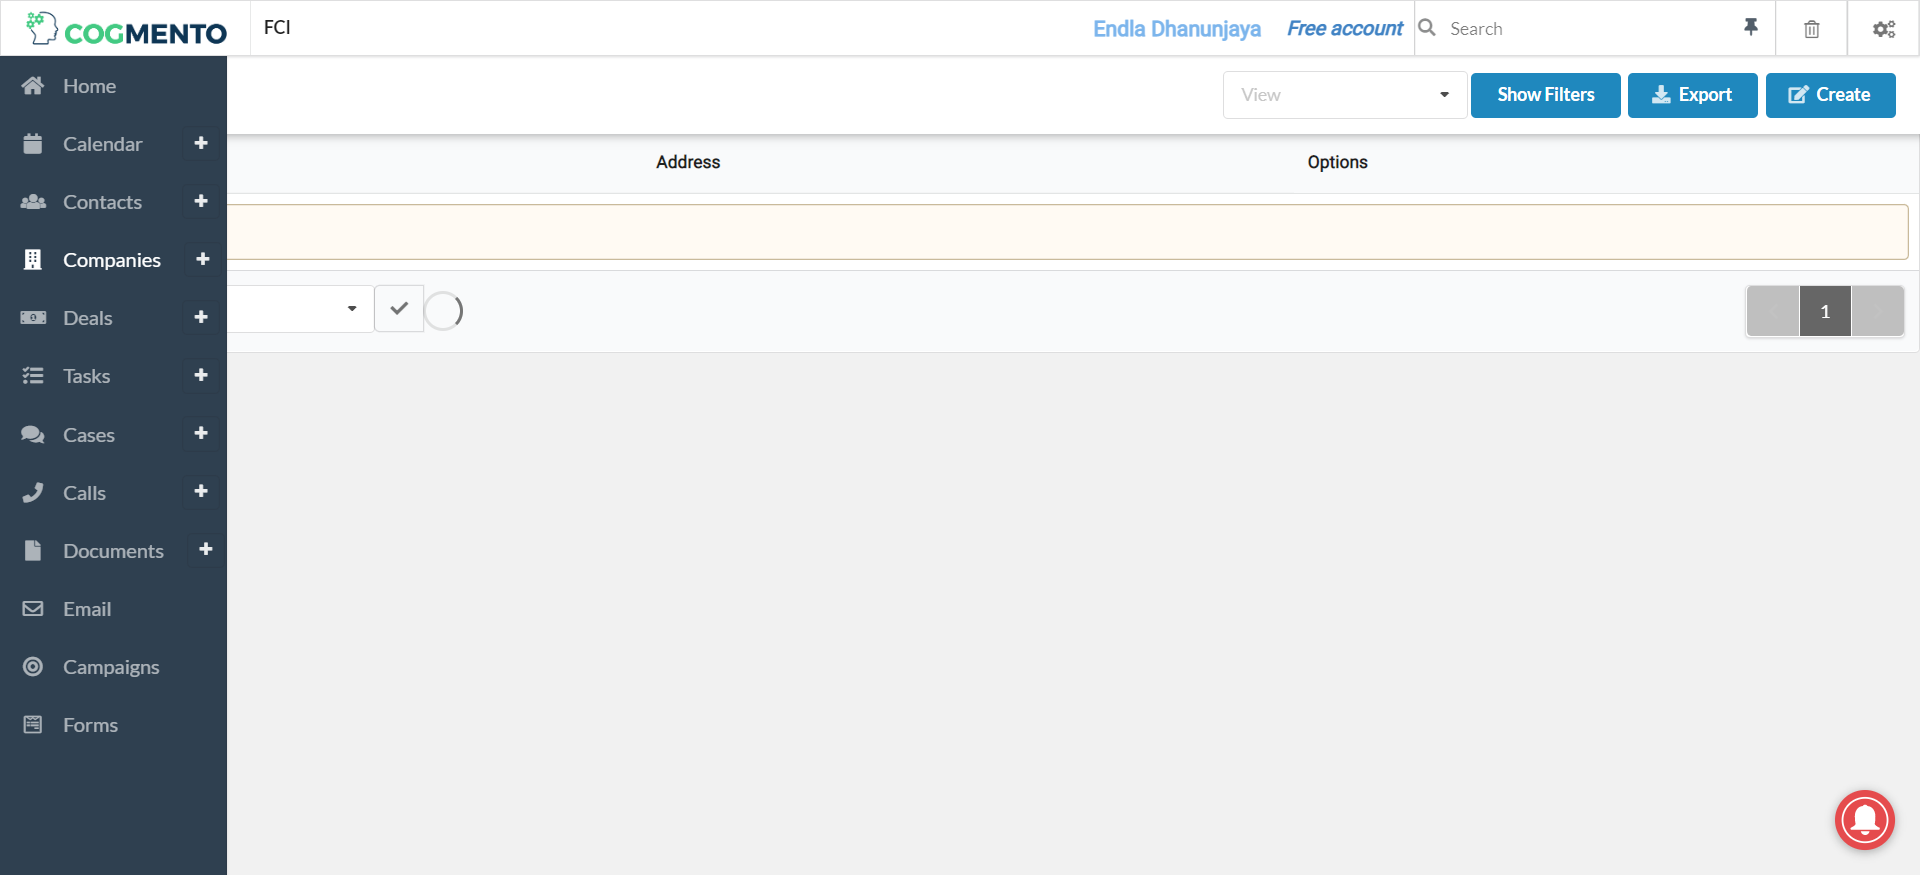 COGMENTO
FCI
Endla Dhanunjaya
Free account
Search
Home
Calendar
Contacts
Companies
Deals
Tasks
Cases
Calls
Documents
Email
Campaigns
Forms
View
Show Filters
Export
Create
Address
Options
1